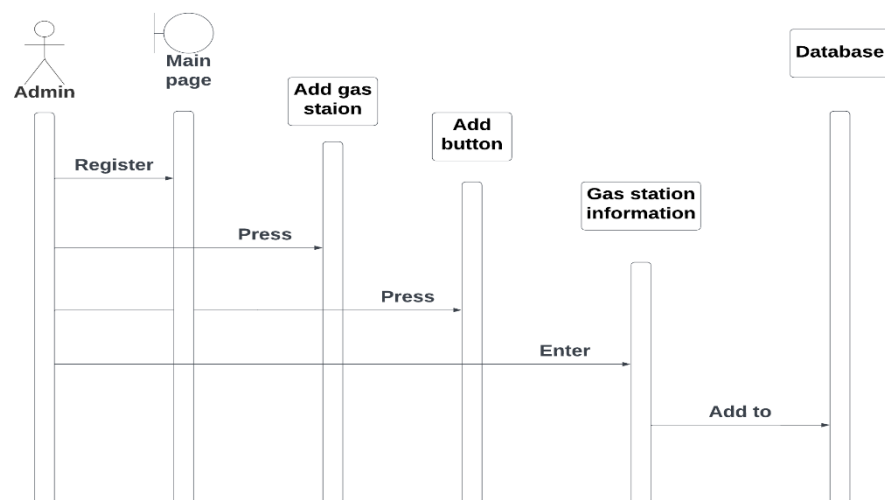 Admin
Main
page
Add gas
staion
Add
button
Gas station
information
Database
Register
Press
Press
Enter
Add to